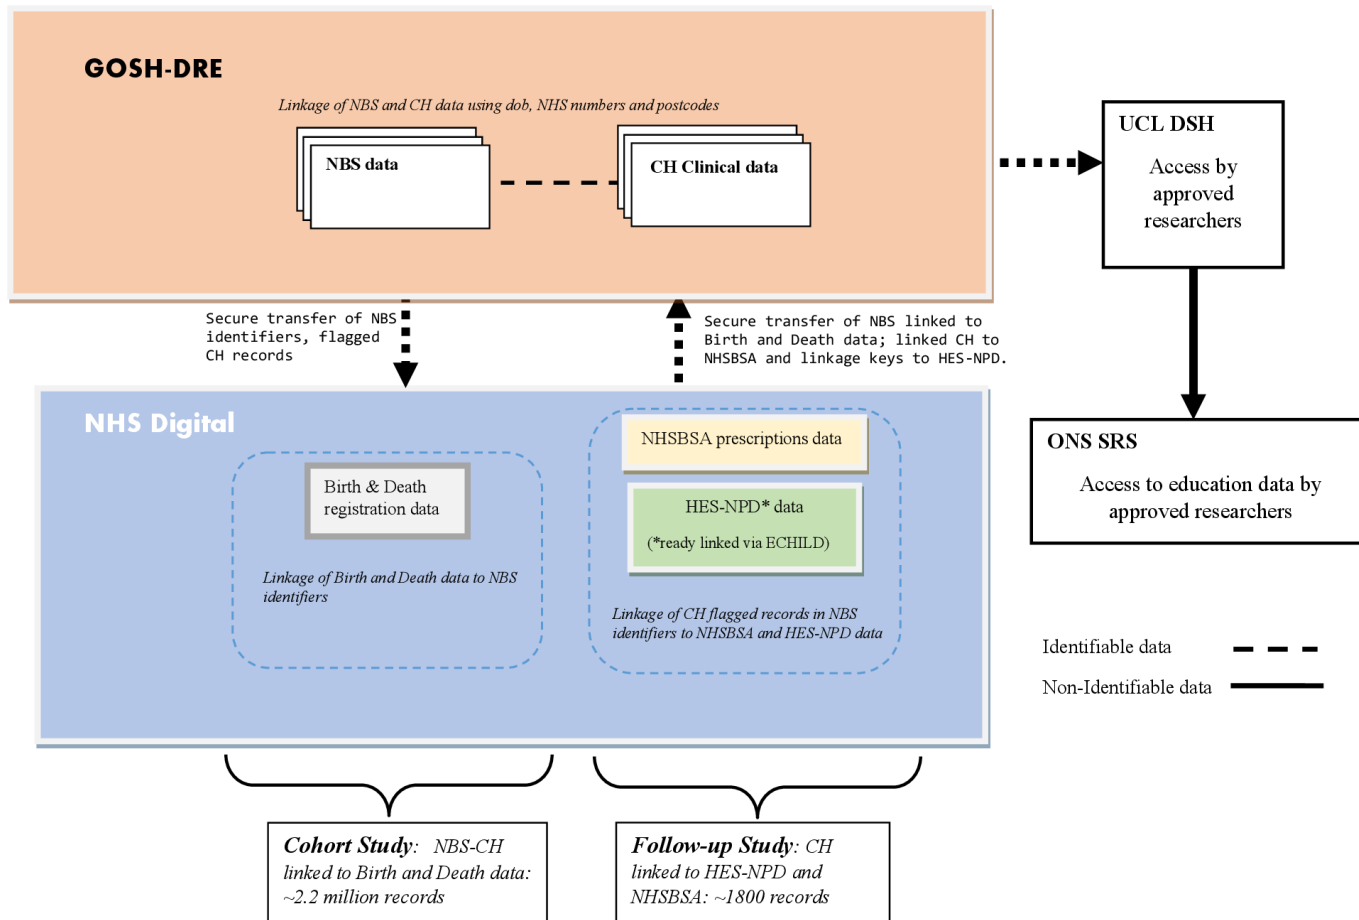 GOSH-DRE
Linkage of NBS and CH data using dob, NHS numbers and postcodes
NBS data
CH Clinical data
UCL DSH
Access by
approved
researchers
Secure transfer of NBS
identifiers, flagged
CH records
Secure transfer of NBS linked to
Birth and Death data; linked CH to
NHSBSA and linkage keys to HES-NPD.
NHS Digital
Birth & Death
registration data
Linkage of Birth and Death data to NBS
identifiers
NHSBSA prescriptions data
HES-NPD* data
(*ready linked via ECHILD)
Linkage of CH flagged records in NBS
identifiers to NHSBSA and HES-NPD data
ONS SRS
Access to education data by
approved researchers
Identifiable data
Non-Identifiable data
Cohort Study: NBS-CH
linked to Birth and Death data:
~2.2 million records
Follow-up Study: CH
linked to HES-NPD and
NHSBSA: ~1800 records